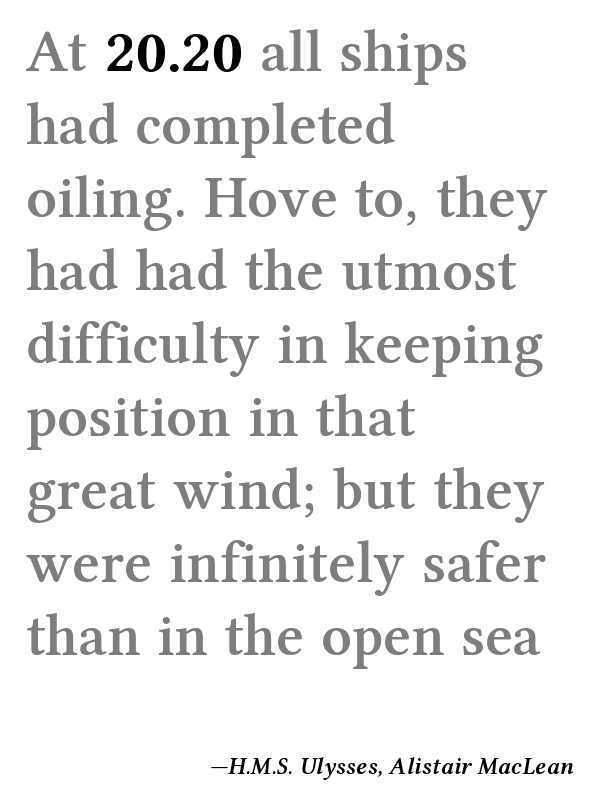 At 20.20 all ships
had completed
oiling. Hove to, they
had had the utmost
difficulty in keeping
position in that
great wind; but they
were infinitely safer
than in the open sea
—H.M.S. Ulysses, Alistair MacLean